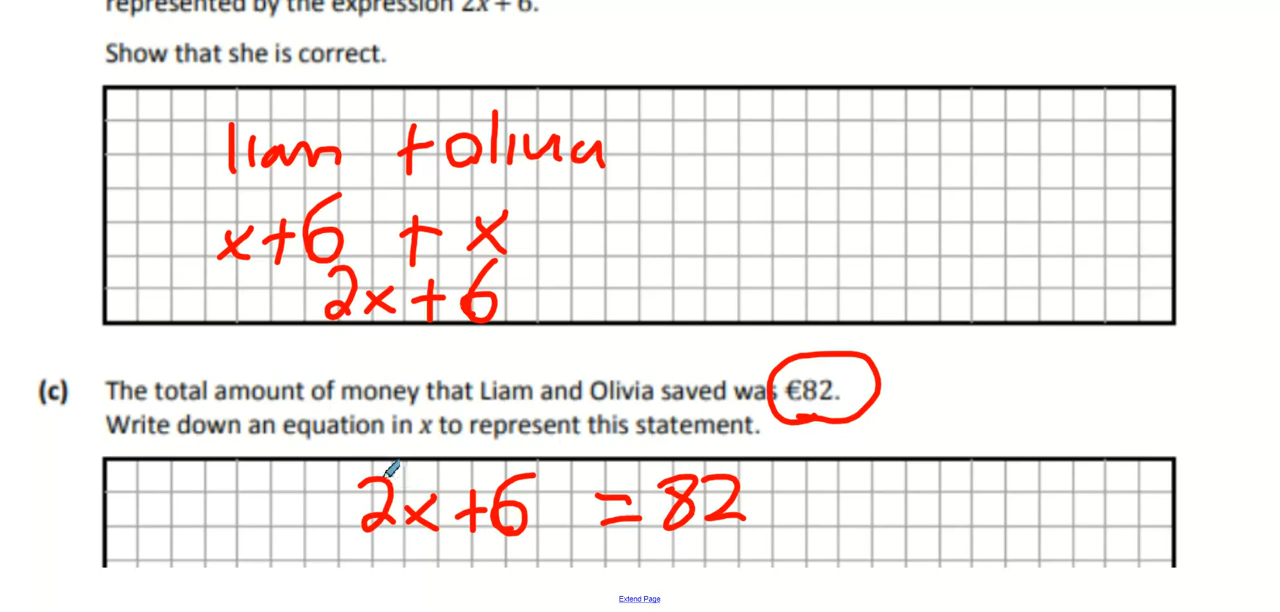 represented by the expression 2x + 6.
Show that she is correct.
liam + olivia
x+6 + x
2x+6
(c) The total amount of money that Liam and Olivia saved was €82.
Write down an equation in x to represent this statement.
2x+6 = 82
Extend Page